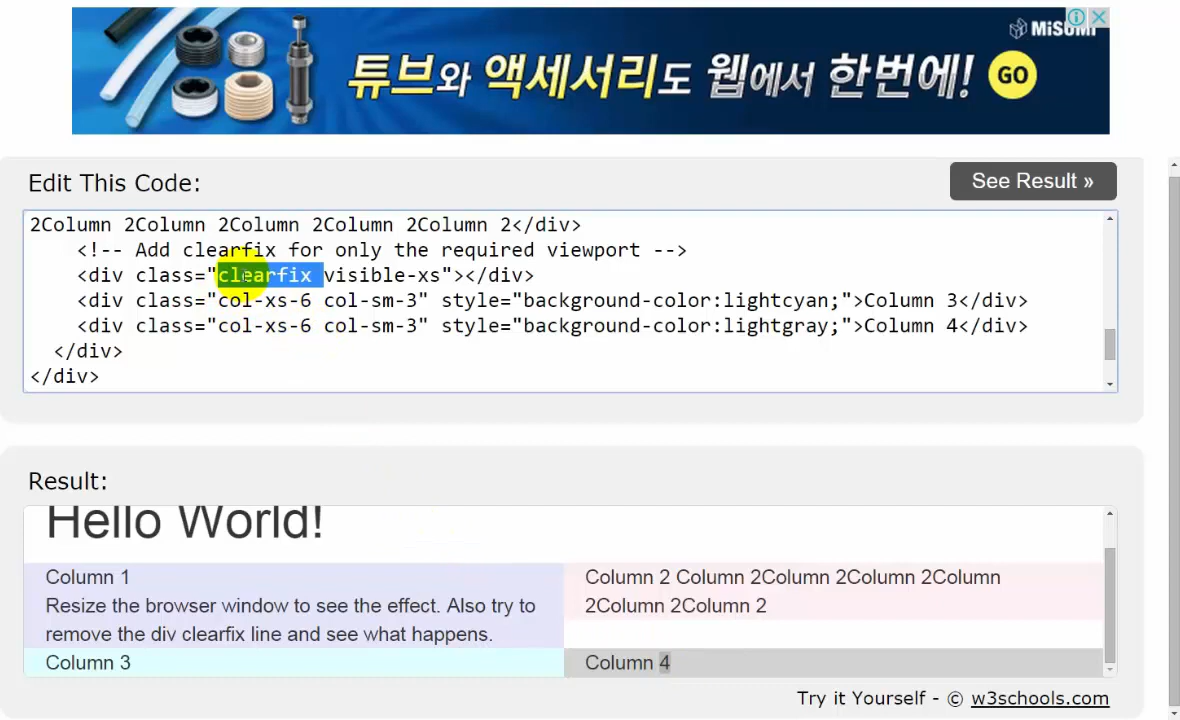 MiSUMi
튜브와 액세서리도 웹에서 한번에! GO
Edit This Code:
See Result »
2Column 2Column 2Column 2Column 2Column 2</div>
<!-- Add clearfix for only the required viewport -->
<div class="clearfix visible-xs"></div>
<div class="col-xs-6 col-sm-3" style="background-color:lightcyan;">Column 3</div>
<div class="col-xs-6 col-sm-3" style="background-color:lightgray;">Column 4</div>
</div>
</div>
Result:
Hello World!
Column 1
Resize the browser window to see the effect. Also try to
remove the div clearfix line and see what happens.
Column 2 Column 2Column 2Column 2Column
2Column 2Column 2
Column 3
Column 4
Try it Yourself - © w3schools.com